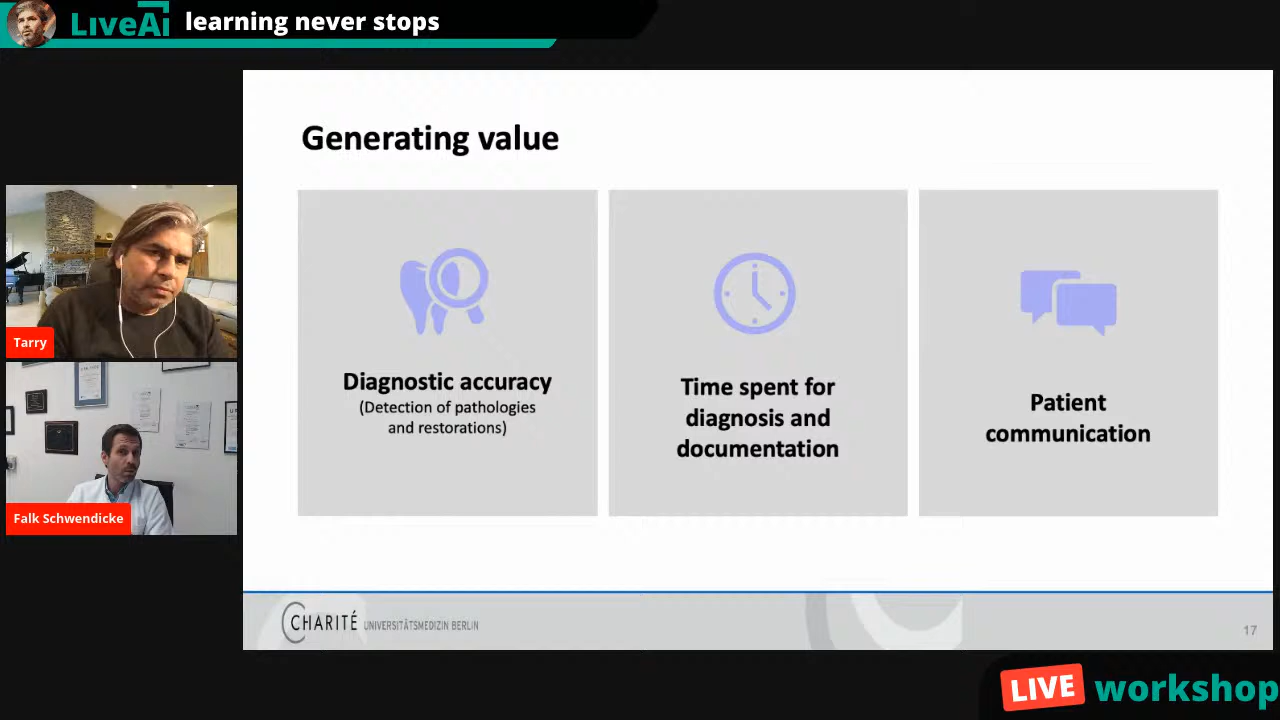 LiveAi learning never stops
Generating value
Diagnostic accuracy
(Detection of pathologies
and restorations)
Time spent for
diagnosis and
documentation
Patient
communication
Tarry
Falk Schwendicke
CHARITÉ UNIVERSITÄTSMEDIZIN BERLIN
17
LIVE workshop